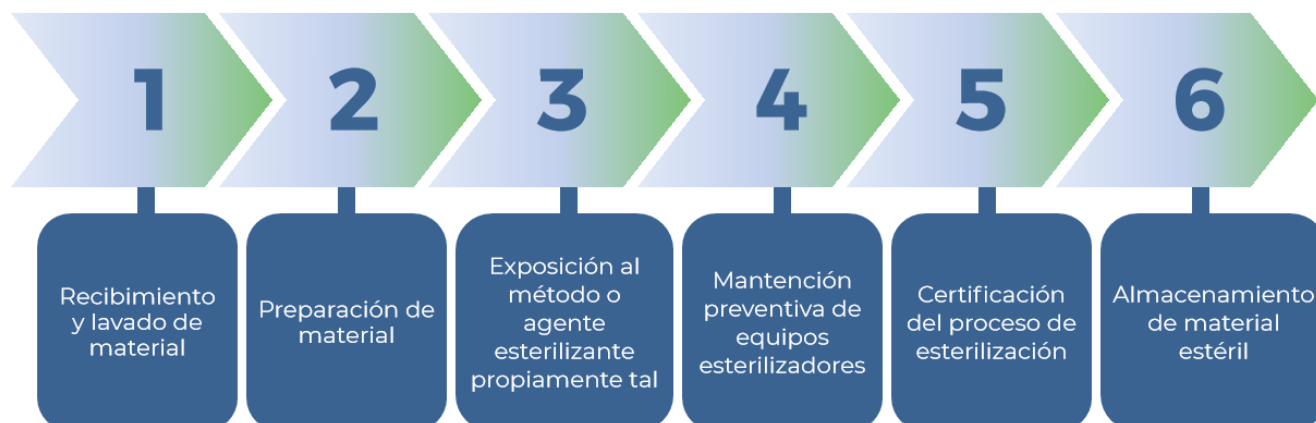 1
2
3
4
5
6
Recibimiento
y lavado de
material
Preparación de
material
Exposición al
método o
agente
esterilizante
propiamente tal
Mantención
preventiva de
equipos
esterilizadores
Certificación
del proceso de
esterilización
Almacenamiento
de material
estéril